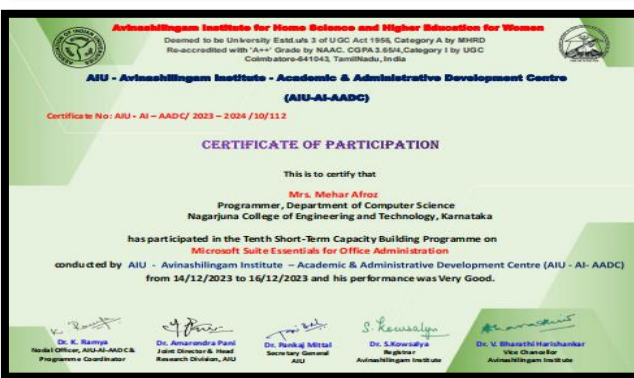 Avinashilingam Institute for Home Science and Higher Education for Women
Deemed to be University Estd.u/s 3 of UGC Act 1956, Category A by MHRD
Re-accredited with 'A++' Grade by NAAC. CGPA 3.65/4,Category I by UGC
Coimbatore-641043, TamilNadu, India
AIU - Avinashilingam Institute - Academic & Administrative Development Centre
(AIU-AI-AADC)
Certificate No: AIU - AI – AADC/ 2023 – 2024 /10/112
CERTIFICATE OF PARTICIPATION
This is to certify that
Mrs. Mehar Afroz
Programmer, Department of Computer Science
Nagarjuna College of Engineering and Technology, Karnataka
has participated in the Tenth Short-Term Capacity Building Programme on
Microsoft Suite Essentials for Office Administration
conducted by AIU - Avinashilingam Institute – Academic & Administrative Development Centre (AIU - AI- AADC)
from 14/12/2023 to 16/12/2023 and his performance was Very Good.
S. Kowsalya
Dr. K. Ramya
Nodal Officer, AIU-AI-AADC &
Programme Coordinator
Dr. Amarendra Pani
Joint Director & Head
Research Division, AIU
Dr. Pankaj Mittal
Secretary General
AIU
Dr. S.Kowsalya
Registrar
Avinashilingam Institute
Dr. V. Bharathi Harishankar
Vice Chancellor
Avinashilingam Institute